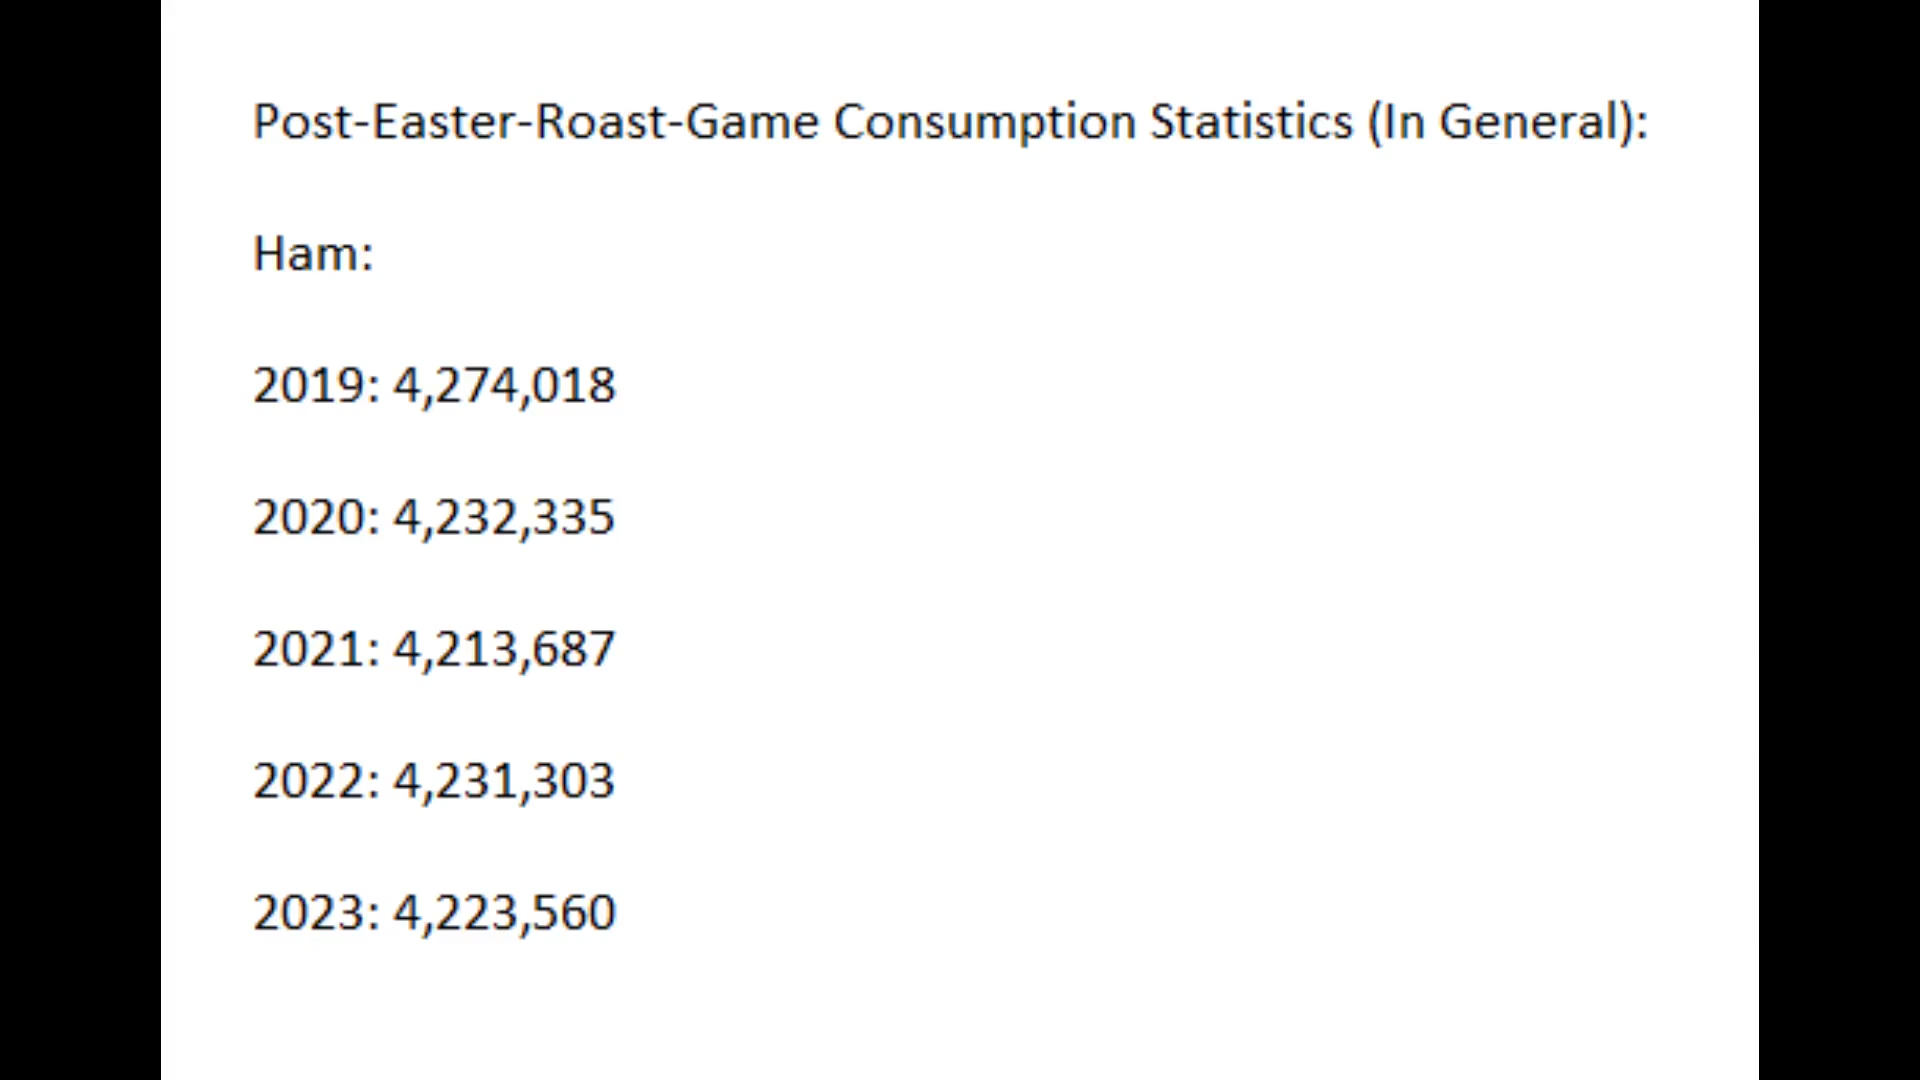 Post-Easter-Roast-Game Consumption Statistics (In General):
Ham:
2019: 4,274,018
2020: 4,232,335
2021: 4,213,687
2022: 4,231,303
2023: 4,223,560